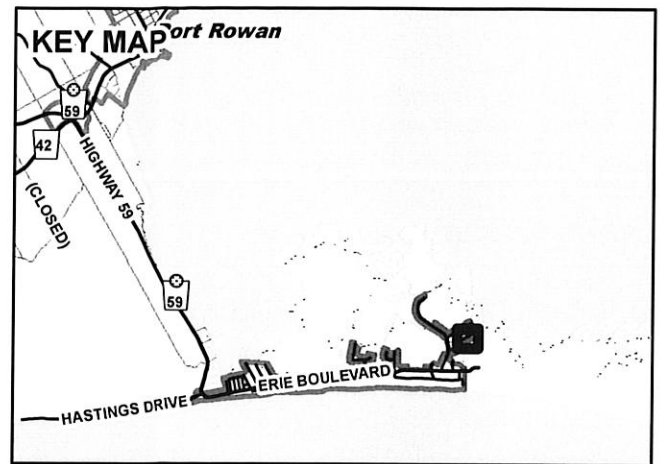 KEY MAP
ort Rowan
59
42
HIGHWAY 59
(CLOSED)
59
ERIE BOULEVARD
HASTINGS DRIVE